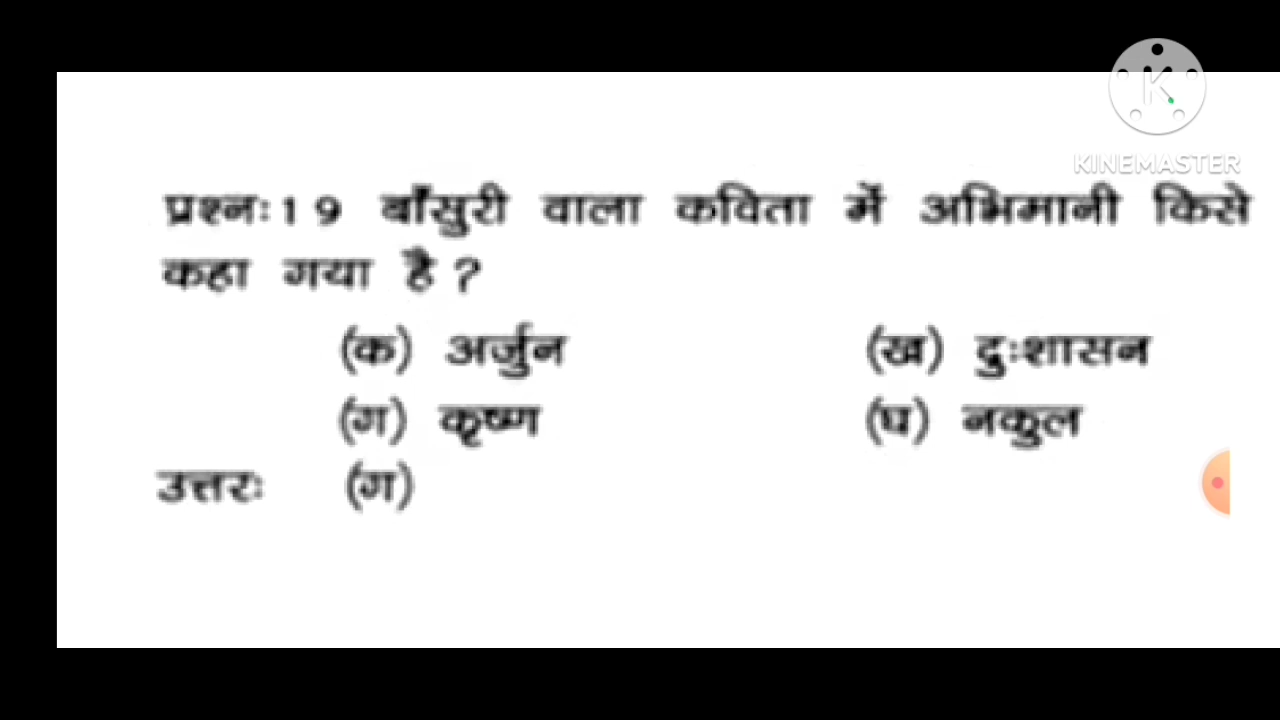 KINEMASTER
प्रश्नः19 बाँसुरी वाला कविता में अभिमानी किसे
कहा गया है?
(क) अर्जुन (ख) दुःशासन
(ग) कृष्ण (घ) नकुल
उत्तरः (ग)